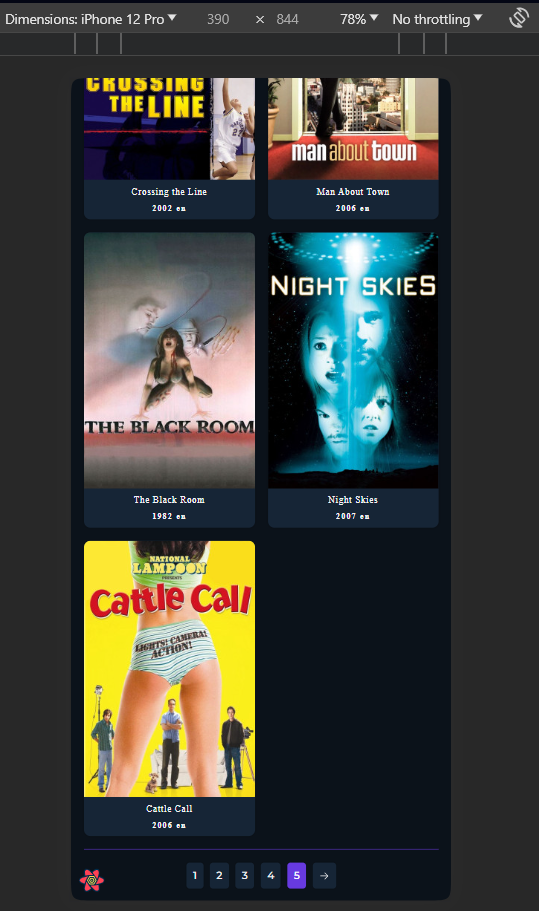 Dimensions: iPhone 12 Pro ▼ 390 × 844 78% ▼ No throttling ▼
CROSSING
THE LINE
man about town
Crossing the Line
2002 en
Man About Town
2006 en
THE BLACK ROOM
NIGHT SKIES
The Black Room
1982 en
Night Skies
2007 en
NATIONAL
LAMPOON
PRESENTS
Cattle Call
LIGHTS! CAMERA!
ACTION!
Cattle Call
2006 en
1 2 3 4 5 →